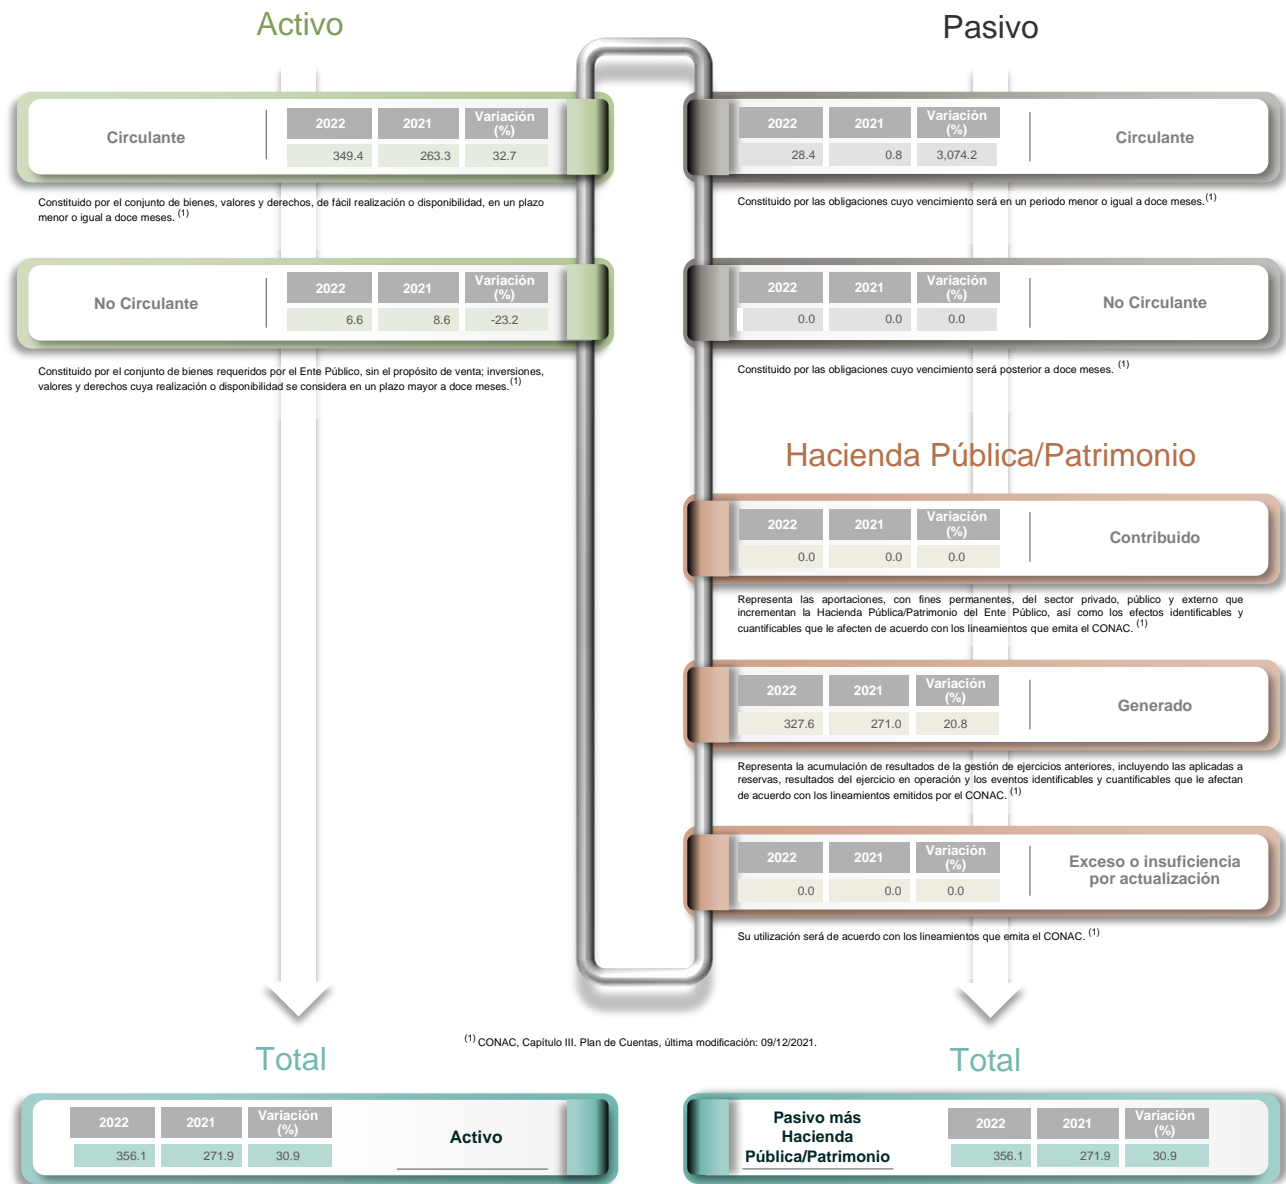 Activo
Circulante
2022 2021 Variación
(%)
349.4 263.3 32.7
Constituido por el conjunto de bienes, valores y derechos, de fácil realización o disponibilidad, en un plazo
menor o igual a doce meses. (1)
No Circulante
2022 2021 Variación
(%)
6.6 8.6 -23.2
Constituido por el conjunto de bienes requeridos por el Ente Público, sin el propósito de venta; inversiones,
valores y derechos cuya realización o disponibilidad se considera en un plazo mayor a doce meses. (1)
Pasivo
2022 2021 Variación
(%)
28.4 0.8 3,074.2
Circulante
Constituido por las obligaciones cuyo vencimiento será en un periodo menor o igual a doce meses. (1)
2022 2021 Variación
(%)
0.0 0.0 0.0
No Circulante
Constituido por las obligaciones cuyo vencimiento será posterior a doce meses. (1)
Hacienda Pública/Patrimonio
2022 2021 Variación
(%)
0.0 0.0 0.0
Contribuido
Representa las aportaciones, con fines permanentes, del sector privado, público y externo que
incrementan la Hacienda Pública/Patrimonio del Ente Público, así como los efectos identificables y
cuantificables que le afecten de acuerdo con los lineamientos que emita el CONAC. (1)
2022 2021 Variación
(%)
327.6 271.0 20.8
Generado
Representa la acumulación de resultados de la gestión de ejercicios anteriores, incluyendo las aplicadas a
reservas, resultados del ejercicio en operación y los eventos identificables y cuantificables que le afectan
de acuerdo con los lineamientos emitidos por el CONAC. (1)
2022 2021 Variación
(%)
0.0 0.0 0.0
Exceso o insuficiencia
por actualización
Su utilización será de acuerdo con los lineamientos que emita el CONAC. (1)
(1) CONAC, Capítulo III. Plan de Cuentas, última modificación: 09/12/2021.
Total
2022 2021 Variación
(%)
356.1 271.9 30.9
Activo
Total
Pasivo más
Hacienda
Pública/Patrimonio
2022 2021 Variación
(%)
356.1 271.9 30.9